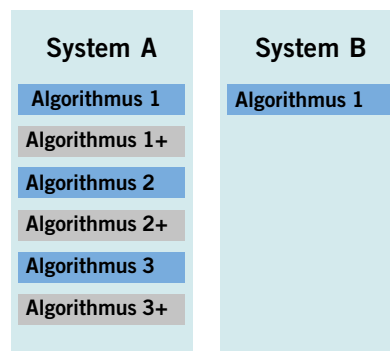 System A
Algorithmus 1
Algorithmus 1+
Algorithmus 2
Algorithmus 2+
Algorithmus 3
Algorithmus 3+
System B
Algorithmus 1